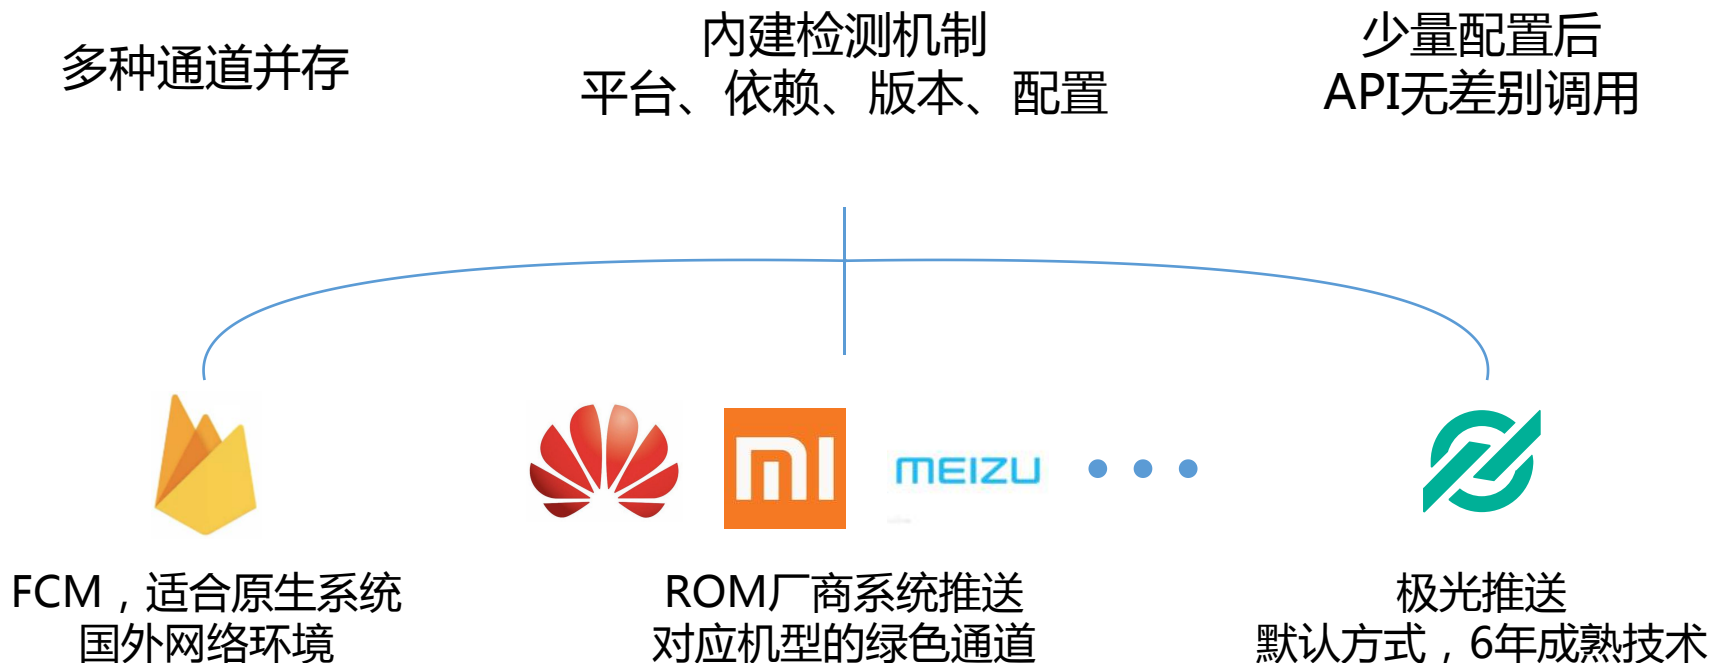 多种通道并存
内建检测机制
平台、依赖、版本、配置
少量配置后
API无差别调用
mi
MEIZU
FCM，适合原生系统
国外网络环境
ROM厂商系统推送
对应机型的绿色通道
极光推送
默认方式，6年成熟技术